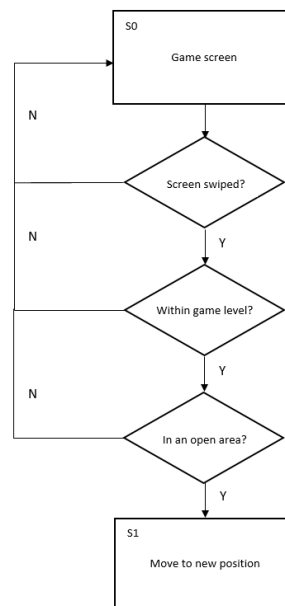 S0
Game screen
N
Screen swiped?
N
Y
Within game level?
Y
N
In an open area?
Y
S1
Move to new position